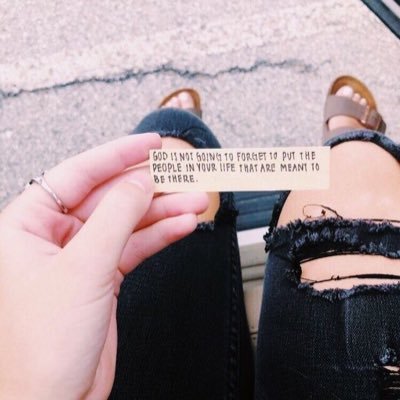 GOD IS NOT GOING TO FORGET TO PUT THE
PEOPLE IN YOUR LIFE THAT ARE MEANT TO
BE THERE.